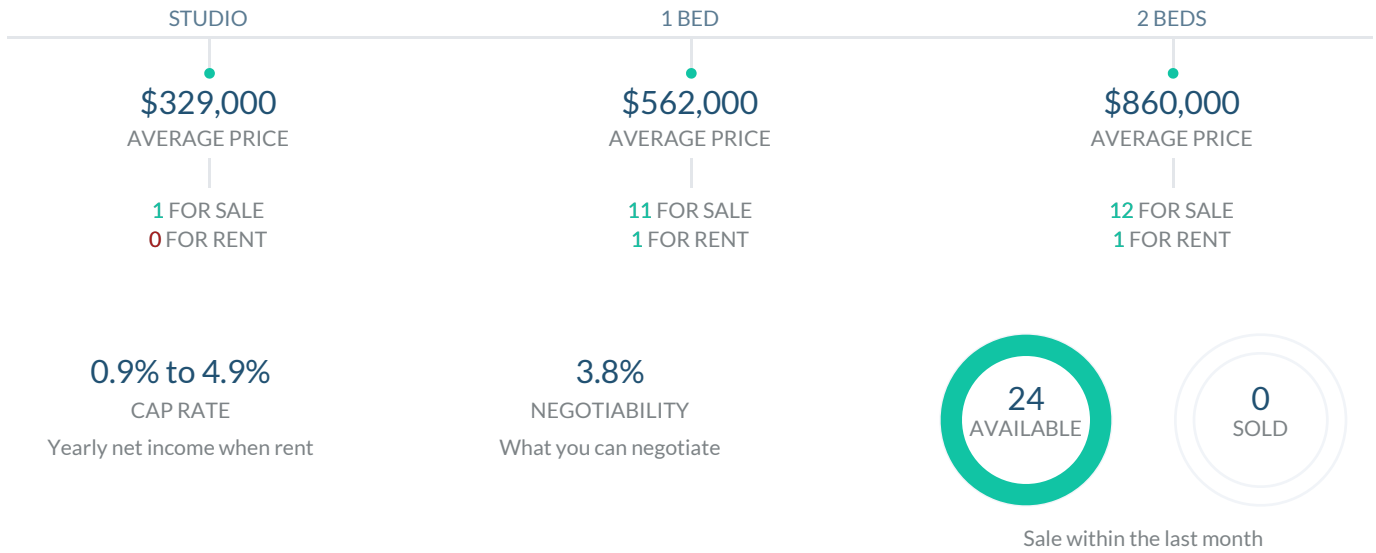 STUDIO
1 BED
2 BEDS
$329,000
AVERAGE PRICE
$562,000
AVERAGE PRICE
$860,000
AVERAGE PRICE
1 FOR SALE
0 FOR RENT
11 FOR SALE
1 FOR RENT
12 FOR SALE
1 FOR RENT
0.9% to 4.9%
CAP RATE
Yearly net income when rent
3.8%
NEGOTIABILITY
What you can negotiate
24
AVAILABLE
0
SOLD
Sale within the last month